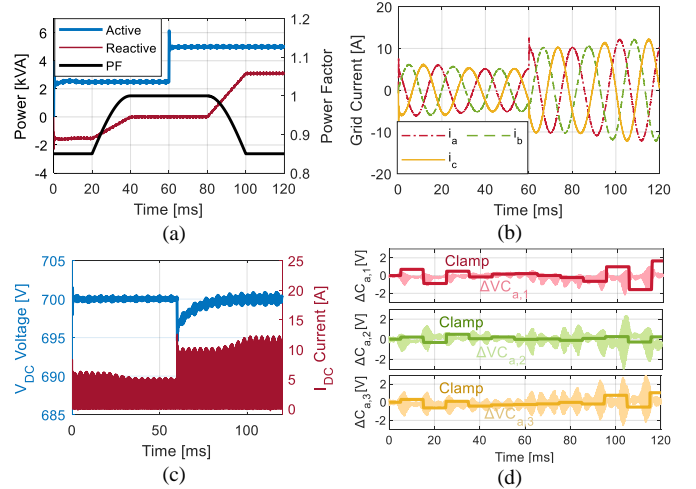 Active
Reactive
PF
Power [kVA]
6
4
2
0
-2
-4
1.2
1.1
1
0.9
0.8
Power Factor
0 20 40 60 80 100 120
Time [ms]
(a)
Grid Current [A]
20
10
0
-10
-20
i_a i_b
i_c
0 20 40 60 80 100 120
Time [ms]
(b)
V_DC Voltage [V]
705
700
695
690
685
25
20
15
10
5
0
I_DC Current [A]
0 50 100
Time [ms]
(c)
ΔC_a,1 [V]
2
0
-2
Clamp
ΔVC_a,1
ΔC_a,2 [V]
2
0
-2
Clamp
ΔVC_a,2
ΔC_a,3 [V]
2
0
-2
Clamp
ΔVC_a,3
0 20 40 60 80 100 120
Time [ms]
(d)